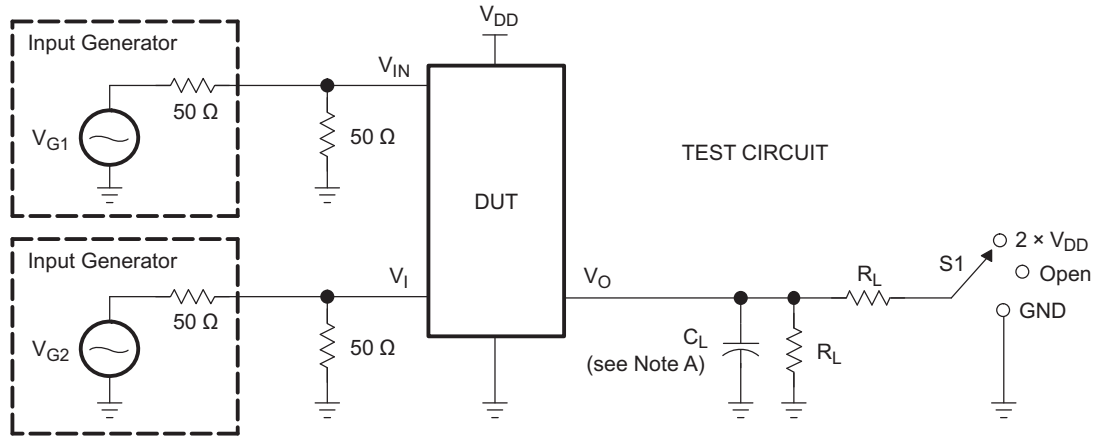 V_DD
Input Generator
V_IN
50 Ω
50 Ω
V_G1
TEST CIRCUIT
DUT
Input Generator
V_I
V_O
50 Ω
50 Ω
V_G2
R_L
S1
2 × V_DD
Open
GND
C_L
(see Note A)
R_L